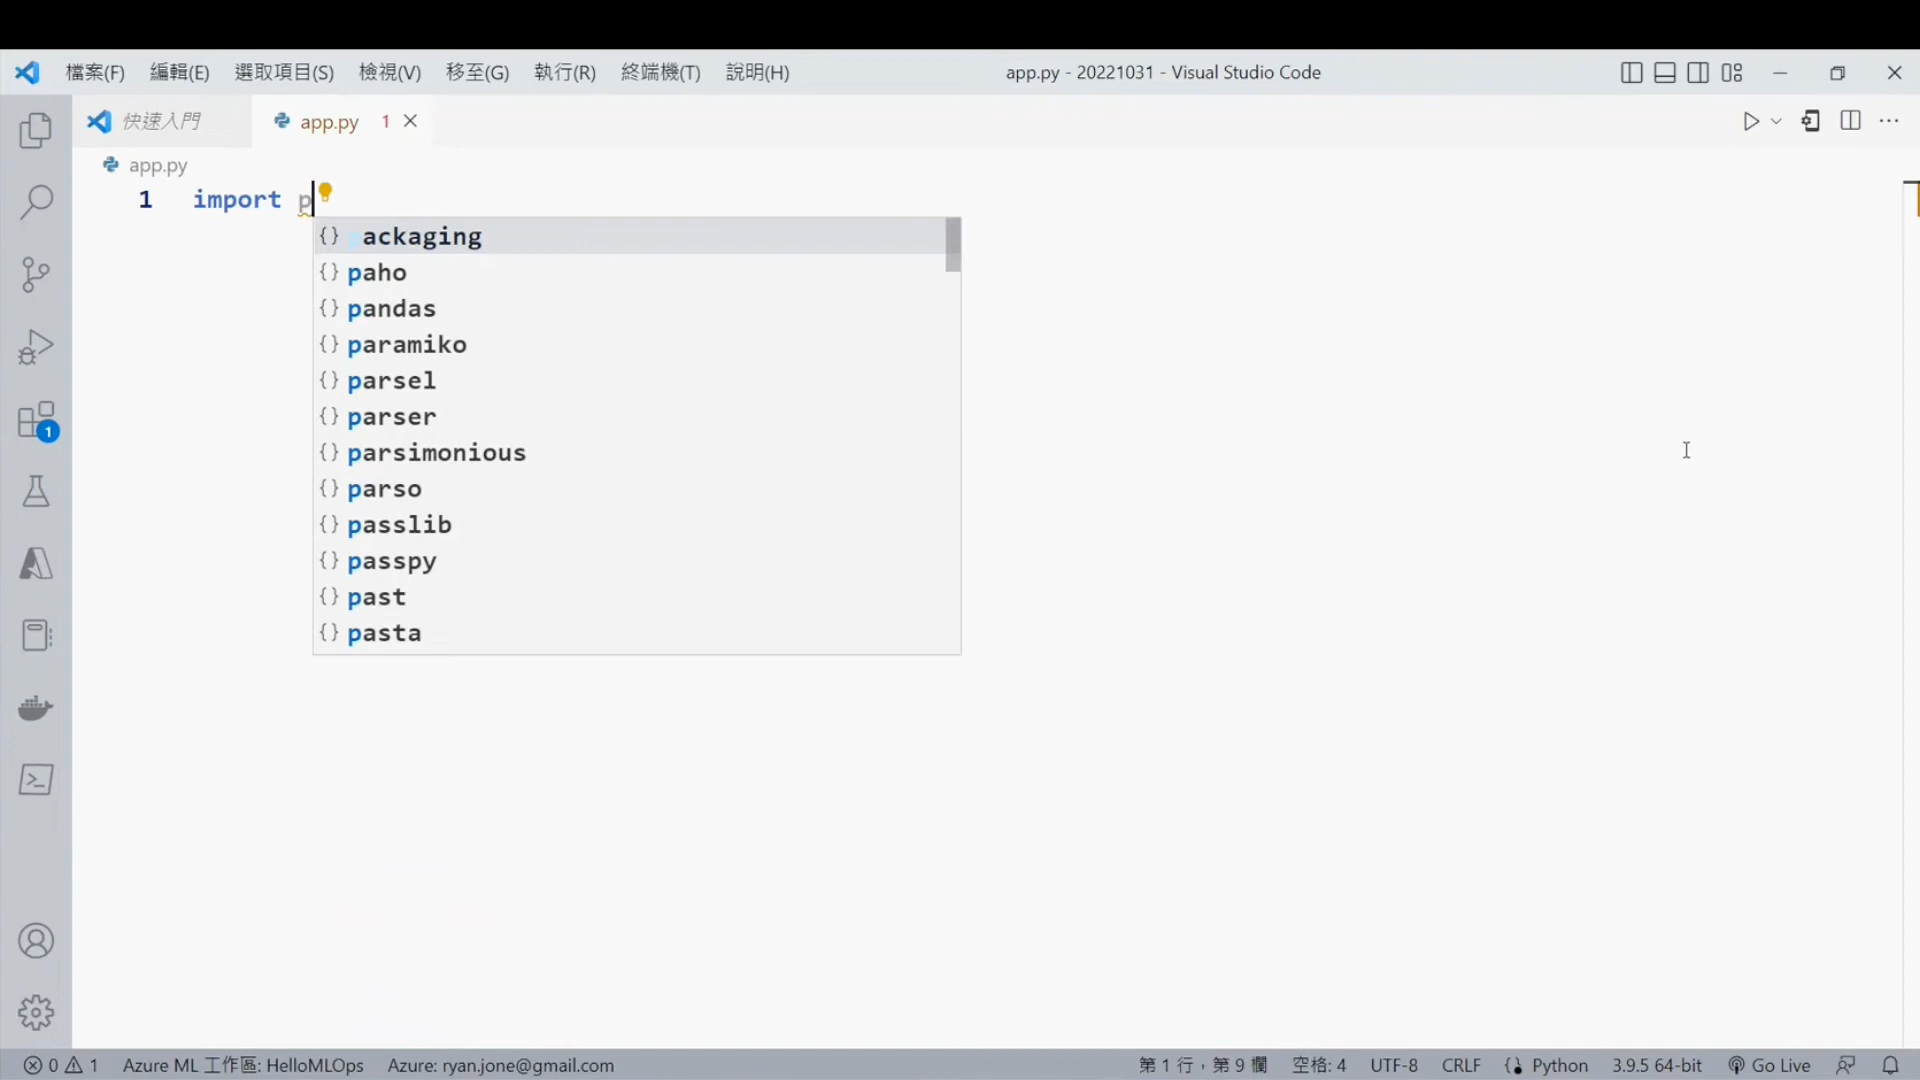 檔案(F) 編輯(E) 選取項目(S) 檢視(V) 移至(G) 執行(R) 終端機(T) 說明(H) app.py - 20221031 - Visual Studio Code
快速入門 app.py 1
app.py
1 import p
packaging
paho
pandas
paramiko
parsel
parser
parsimonious
parso
passlib
passpy
past
pasta
1
0 1 Azure ML 工作區: HelloMLOps Azure: ryan.jone@gmail.com 第 1 行，第 9 欄 空格: 4 UTF-8 CRLF Python 3.9.5 64-bit Go Live